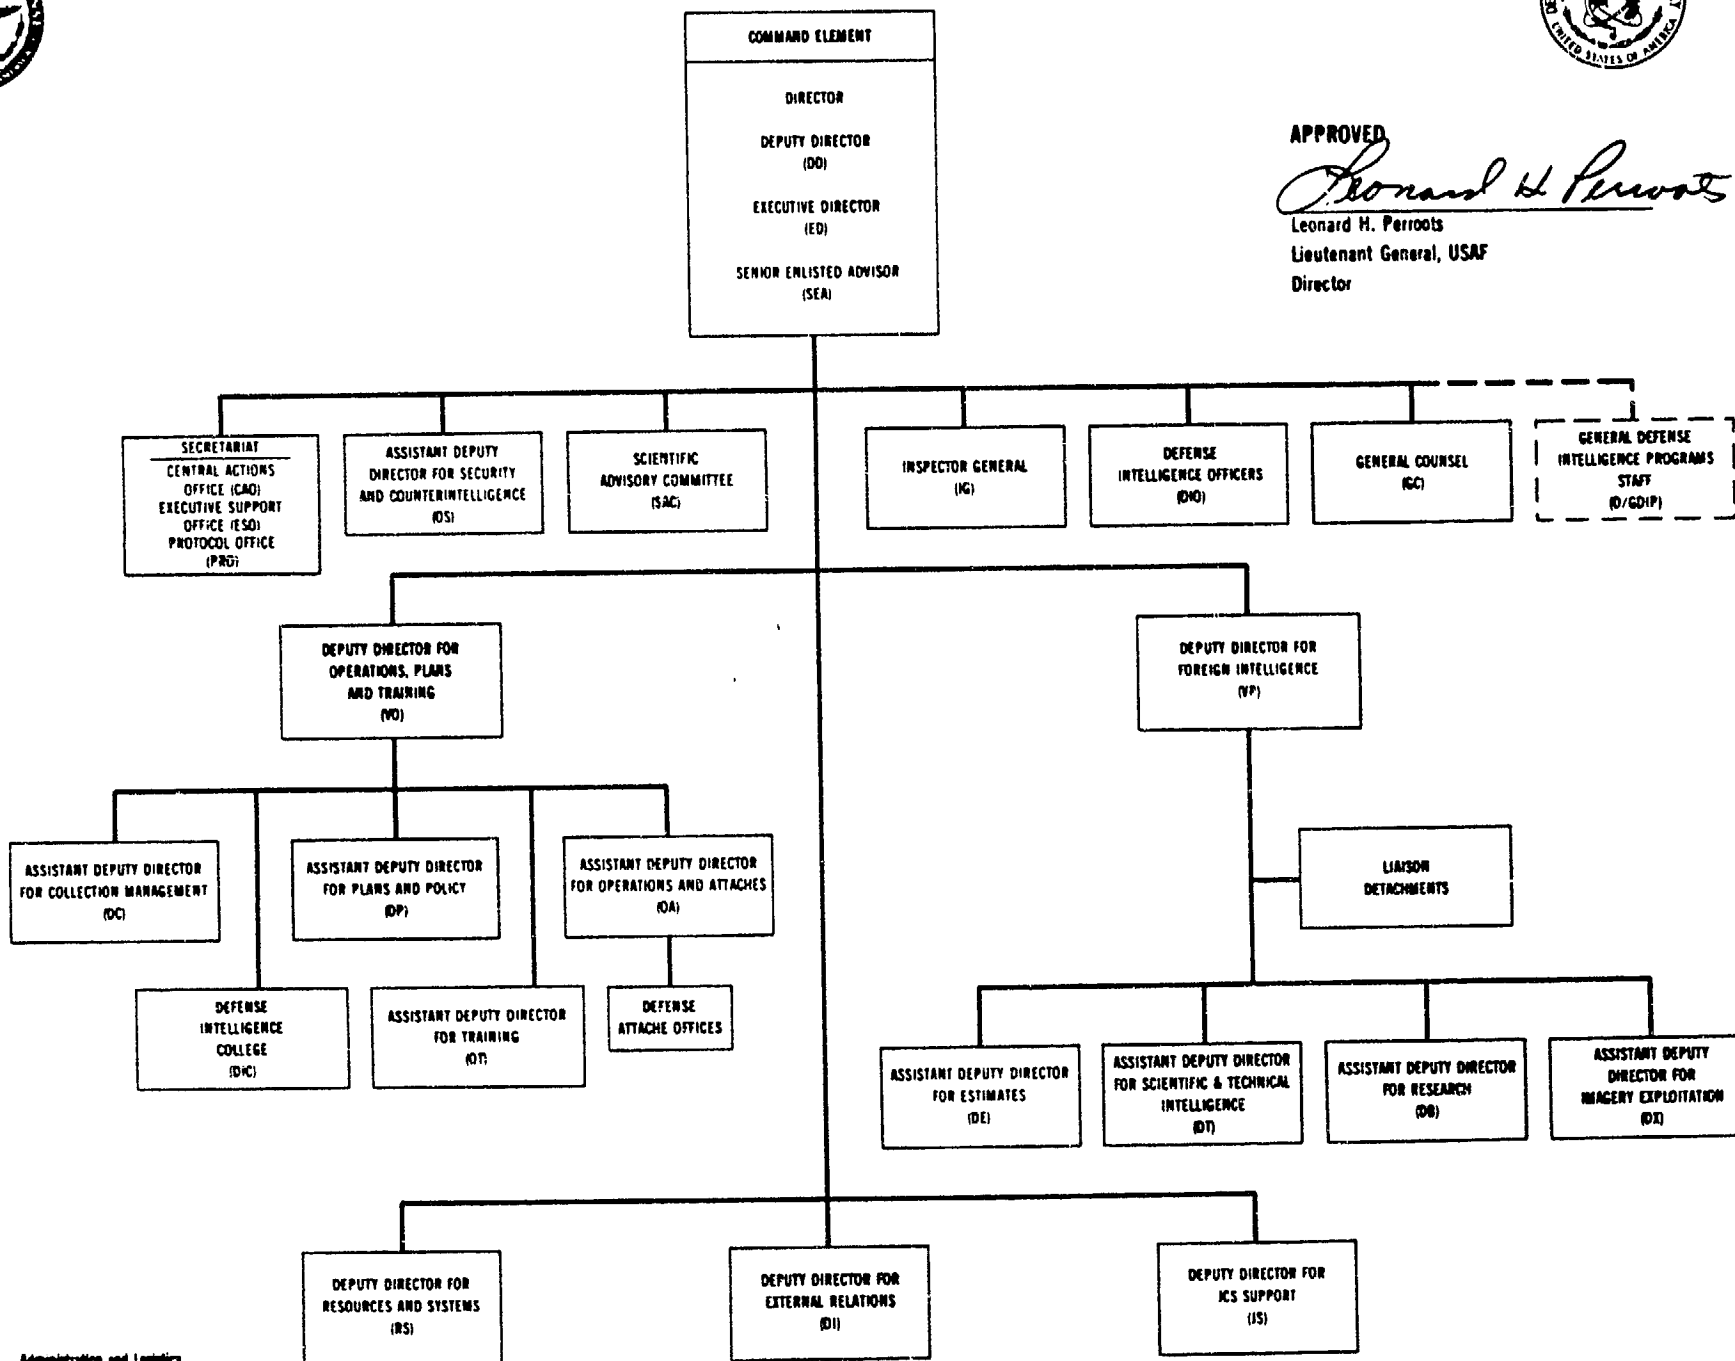 COMMAND ELEMENT
DIRECTOR
DEPUTY DIRECTOR
(DD)
EXECUTIVE DIRECTOR
(ED)
SENIOR ENLISTED ADVISOR
(SEA)
UNITED STATES OF AMERICA
APPROVED
Leonard H Perroots
Leonard H. Perroots
Lieutenant General, USAF
Director
SECRETARIAT
CENTRAL ACTIONS
OFFICE (CAO)
EXECUTIVE SUPPORT
OFFICE (ESO)
PROTOCOL OFFICE
(PRO)
ASSISTANT DEPUTY
DIRECTOR FOR SECURITY
AND COUNTERINTELLIGENCE
(OS)
SCIENTIFIC
ADVISORY COMMITTEE
(SAC)
INSPECTOR GENERAL
(IG)
DEFENSE
INTELLIGENCE OFFICERS
(DIO)
GENERAL COUNSEL
(GC)
GENERAL DEFENSE
INTELLIGENCE PROGRAMS
STAFF
(D/GDIP)
DEPUTY DIRECTOR FOR
OPERATIONS, PLANS
AND TRAINING
(VO)
DEPUTY DIRECTOR FOR
FOREIGN INTELLIGENCE
(VP)
ASSISTANT DEPUTY DIRECTOR
FOR COLLECTION MANAGEMENT
(DC)
ASSISTANT DEPUTY DIRECTOR
FOR PLANS AND POLICY
(DP)
ASSISTANT DEPUTY DIRECTOR
FOR OPERATIONS AND ATTACHES
(OA)
LIAISON
DETACHMENTS
DEFENSE
INTELLIGENCE
COLLEGE
(DIC)
ASSISTANT DEPUTY DIRECTOR
FOR TRAINING
(OT)
DEFENSE
ATTACHE OFFICES
ASSISTANT DEPUTY DIRECTOR
FOR ESTIMATES
(DE)
ASSISTANT DEPUTY DIRECTOR
FOR SCIENTIFIC & TECHNICAL
INTELLIGENCE
(DT)
ASSISTANT DEPUTY DIRECTOR
FOR RESEARCH
(DB)
ASSISTANT DEPUTY
DIRECTOR FOR
IMAGERY EXPLOITATION
(DX)
DEPUTY DIRECTOR FOR
RESOURCES AND SYSTEMS
(RS)
DEPUTY DIRECTOR FOR
EXTERNAL RELATIONS
(DI)
DEPUTY DIRECTOR FOR
JCS SUPPORT
(JS)
Administration and Logistics